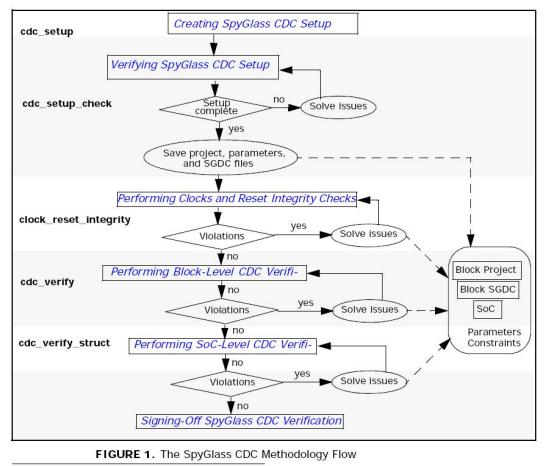 cdc_setup
Creating SpyGlass CDC Setup
Verifying SpyGlass CDC Setup
cdc_setup_check
Setup
complete
no
Solve Issues
yes
Save project, parameters,
and SGDC files
Performing Clocks and Reset Integrity Checks
clock_reset_integrity
Violations
yes
Solve Issues
no
cdc_verify
Performing Block-Level CDC Verifi-
no
Violations
yes
Solve Issues
no
cdc_verify_struct
Performing SoC-Level CDC Verifi-
no
Violations
yes
Solve Issues
no
Signing-Off SpyGlass CDC Verification
Block Project
Block SGDC
SoC
Parameters
Constraints
FIGURE 1. The SpyGlass CDC Methodology Flow